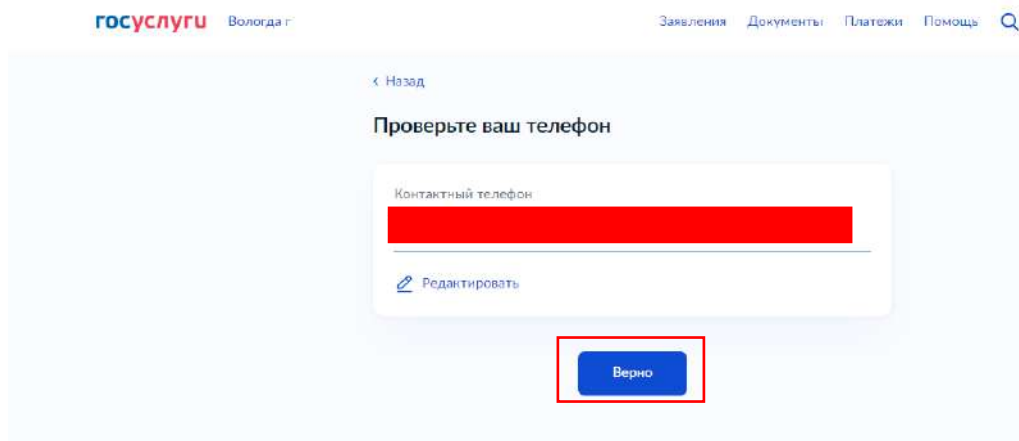 госуслуги Вологда г Заявления Документы Платежи Помощь
Назад
Проверьте ваш телефон
Контактный телефон
Редактировать
Верно